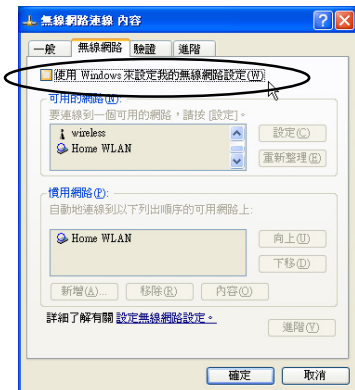 無線網路連線 內容
一般 無線網路 驗證 進階
使用 Windows 來設定我的無線網路設定(W)
可用的網路(N):
要連線到一個可用的網路，請按 [設定]。
wireless
Home WLAN
設定(C)
重新整理(E)
慣用網路(P):
自動地連線到以下列出順序的可用網路上:
Home WLAN
向上(U)
下移(D)
新增(A)... 移除(R) 內容(O)
詳細了解有關 設定無線網路設定。
進階(V)
確定 取消